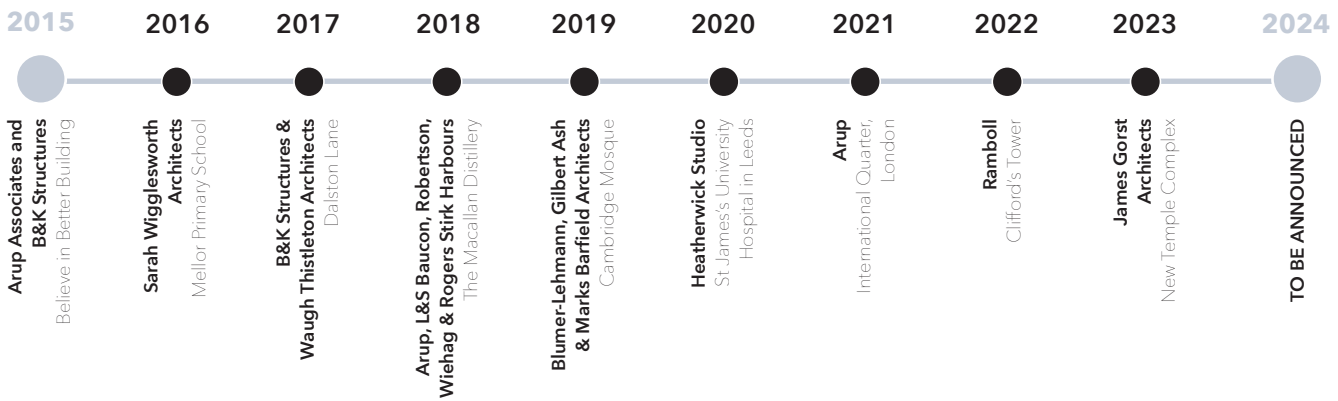 2015
2016
2017
2018
2019
2020
2021
2022
2023
2024
Arup Associates and
B&K Structures
Believe in Better Building
Sarah Wigglesworth
Architects
Mellor Primary School
B&K Structures &
Waugh Thistleton Architects
Dalston Lane
Arup, L&S Baucon, Robertson,
Wiehag & Rogers Stirk Harbours
The Macallan Distillery
Blumer-Lehmann, Gilbert Ash
& Marks Barfield Architects
Cambridge Mosque
Heatherwick Studio
St James's University
Hospital in Leeds
Arup
International Quarter,
London
Ramboll
Clifford's Tower
James Gorst
Architects
New Temple Complex
TO BE ANNOUNCED